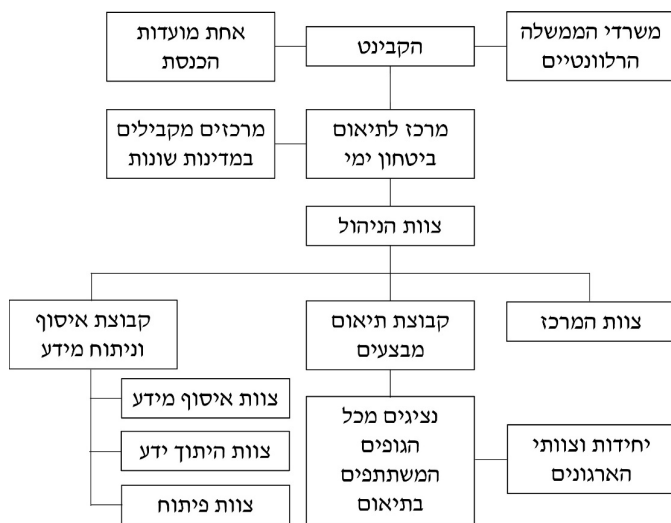 משרדי הממשלה
הרלוונטיים
הקבינט
אחת מועדות
הכנסת
מרכז לתיאום
ביטחון ימי
מרכזים מקבילים
במדינות שונות
צוות הניהול
צוות המרכז
קבוצת תיאום
מבצעים
קבוצת איסוף
וניתוח מידע
צוות איסוף מידע
צוות היתוך ידע
צוות פיתוח
נציגים מכל
הגופים
המשתתפים
בתיאום
יחידות וצוותי
הארגונים